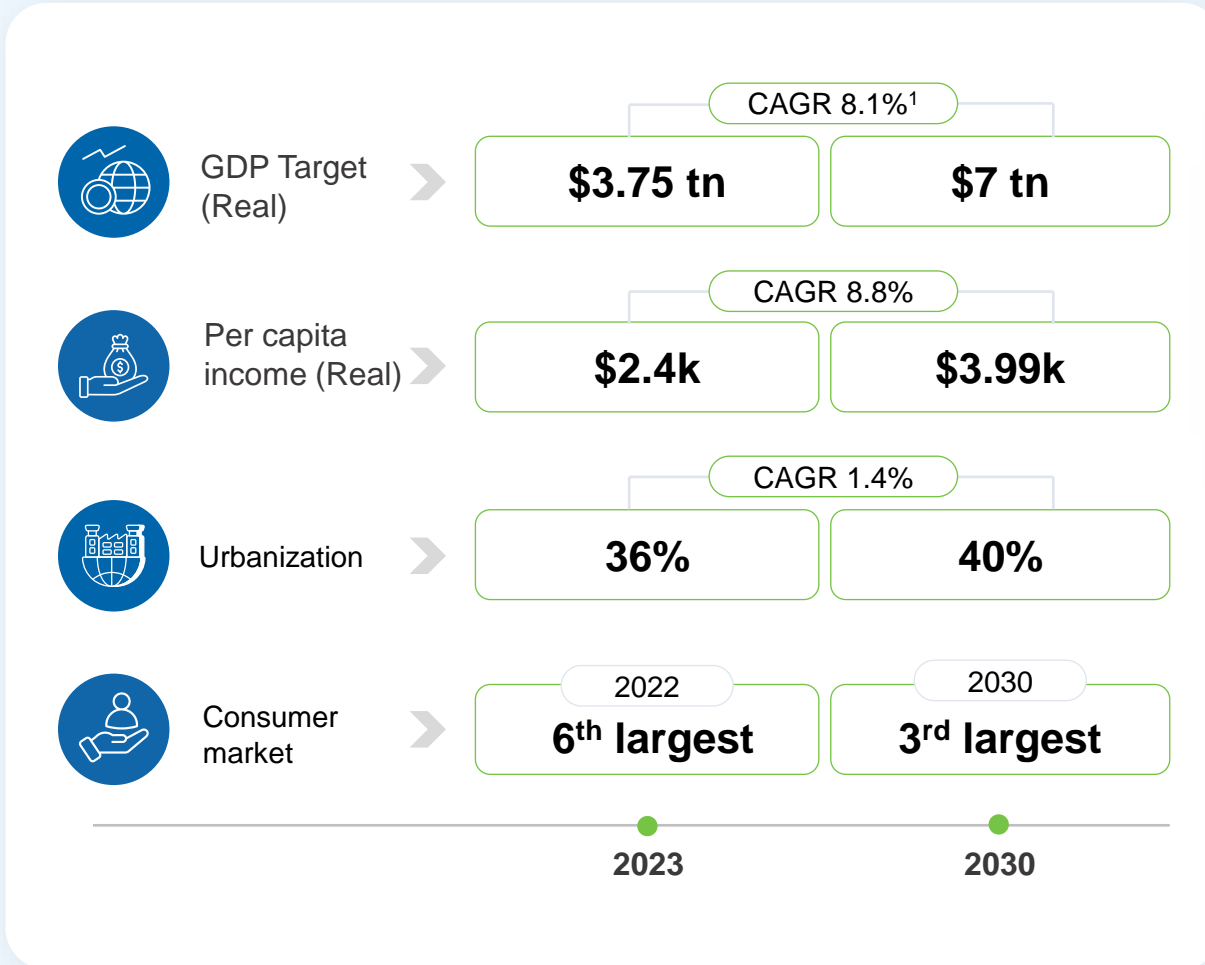 CAGR 8.1%¹
GDP Target
(Real)
$3.75 tn
$7 tn
CAGR 8.8%
Per capita
income (Real)
$2.4k
$3.99k
CAGR 1.4%
Urbanization
36%
40%
2022
2030
Consumer
market
6th largest
3rd largest
2023
2030